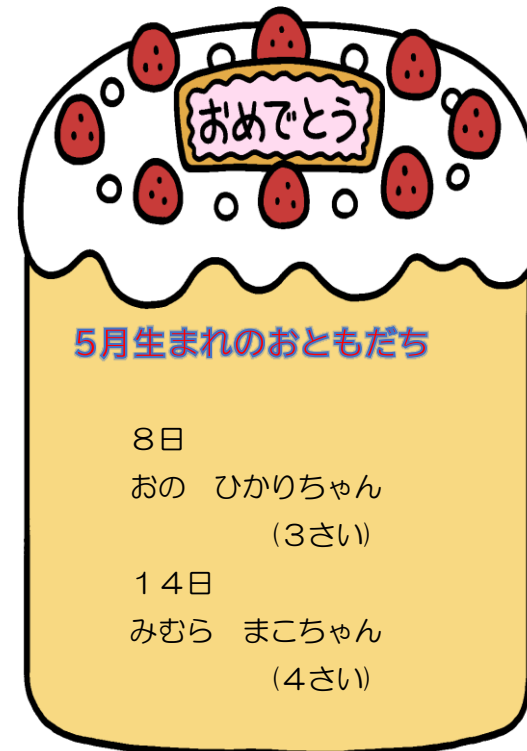 おめでとう
5月生まれのおともだち
８日
おの　ひかりちゃん
（３さい）
１４日
みむら　まこちゃん
（４さい）